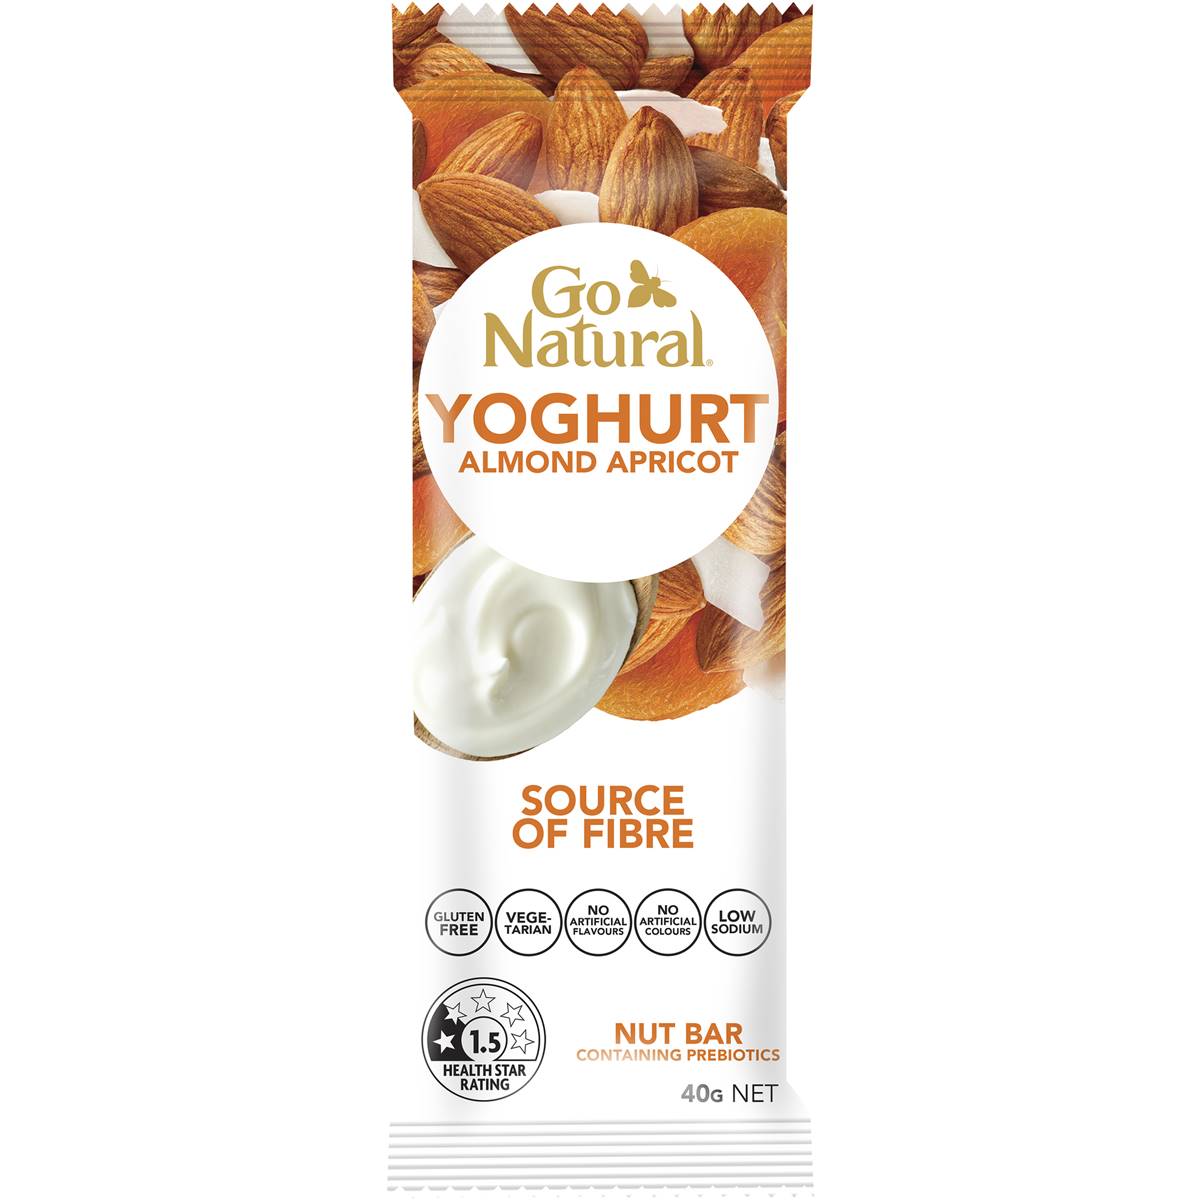 Go
Natural®
YOGHURT
ALMOND APRICOT
SOURCE
OF FIBRE
GLUTEN
FREE
VEGE-
TARIAN
NO
ARTIFICIAL
FLAVOURS
NO
ARTIFICIAL
COLOURS
LOW
SODIUM
1.5
HEALTH STAR
RATING
NUT BAR
CONTAINING PREBIOTICS
40G NET